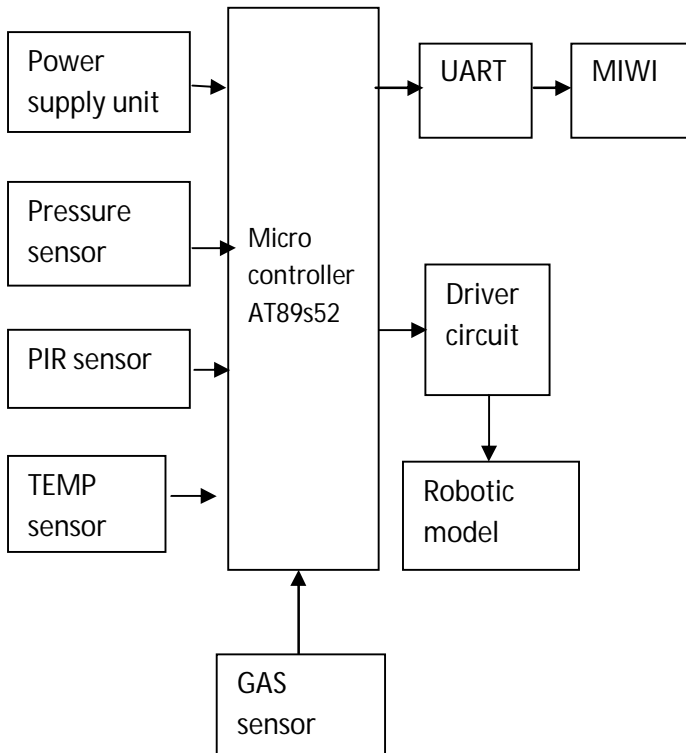 Power
supply unit
UART
MIWI
Pressure
sensor
Micro
controller
AT89s52
Driver
circuit
PIR sensor
TEMP
sensor
Robotic
model
GAS
sensor